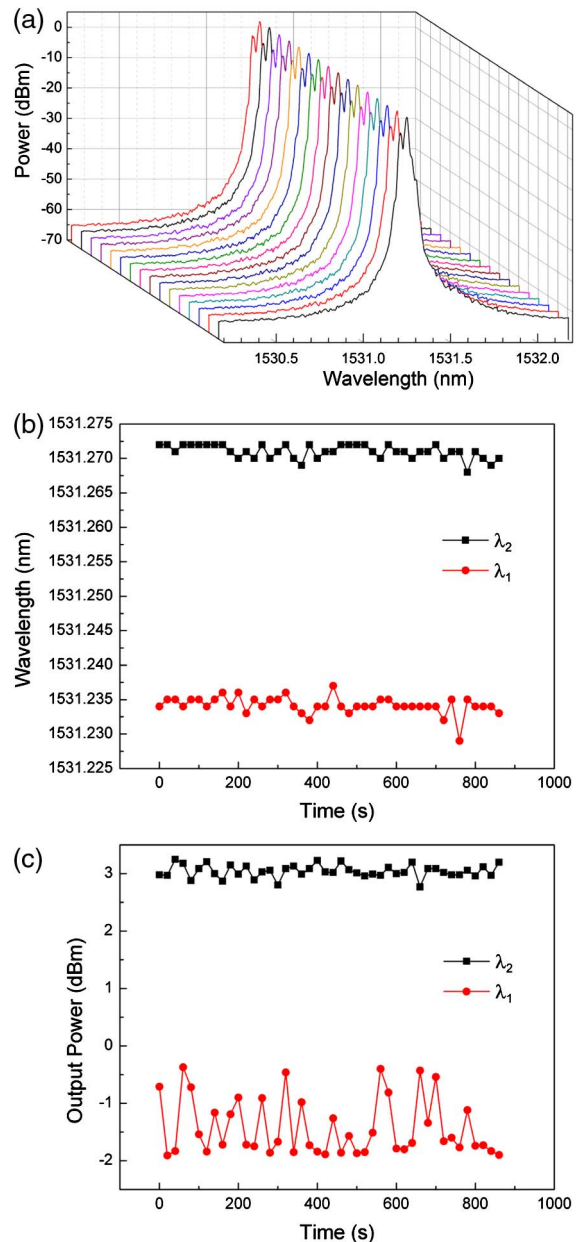 (a)
0
-10
-20
-30
-40
-50
-60
-70
Power (dBm)
1530.5
1531.0
1531.5
1532.0
Wavelength (nm)
(b)
1531.275
1531.270
1531.265
1531.260
1531.255
1531.250
1531.245
1531.240
1531.235
1531.230
1531.225
Wavelength (nm)
λ₂
λ₁
0 200 400 600 800 1000
Time (s)
(c)
3
2
1
0
-1
-2
Output Power (dBm)
λ₂
λ₁
0 200 400 600 800 1000
Time (s)